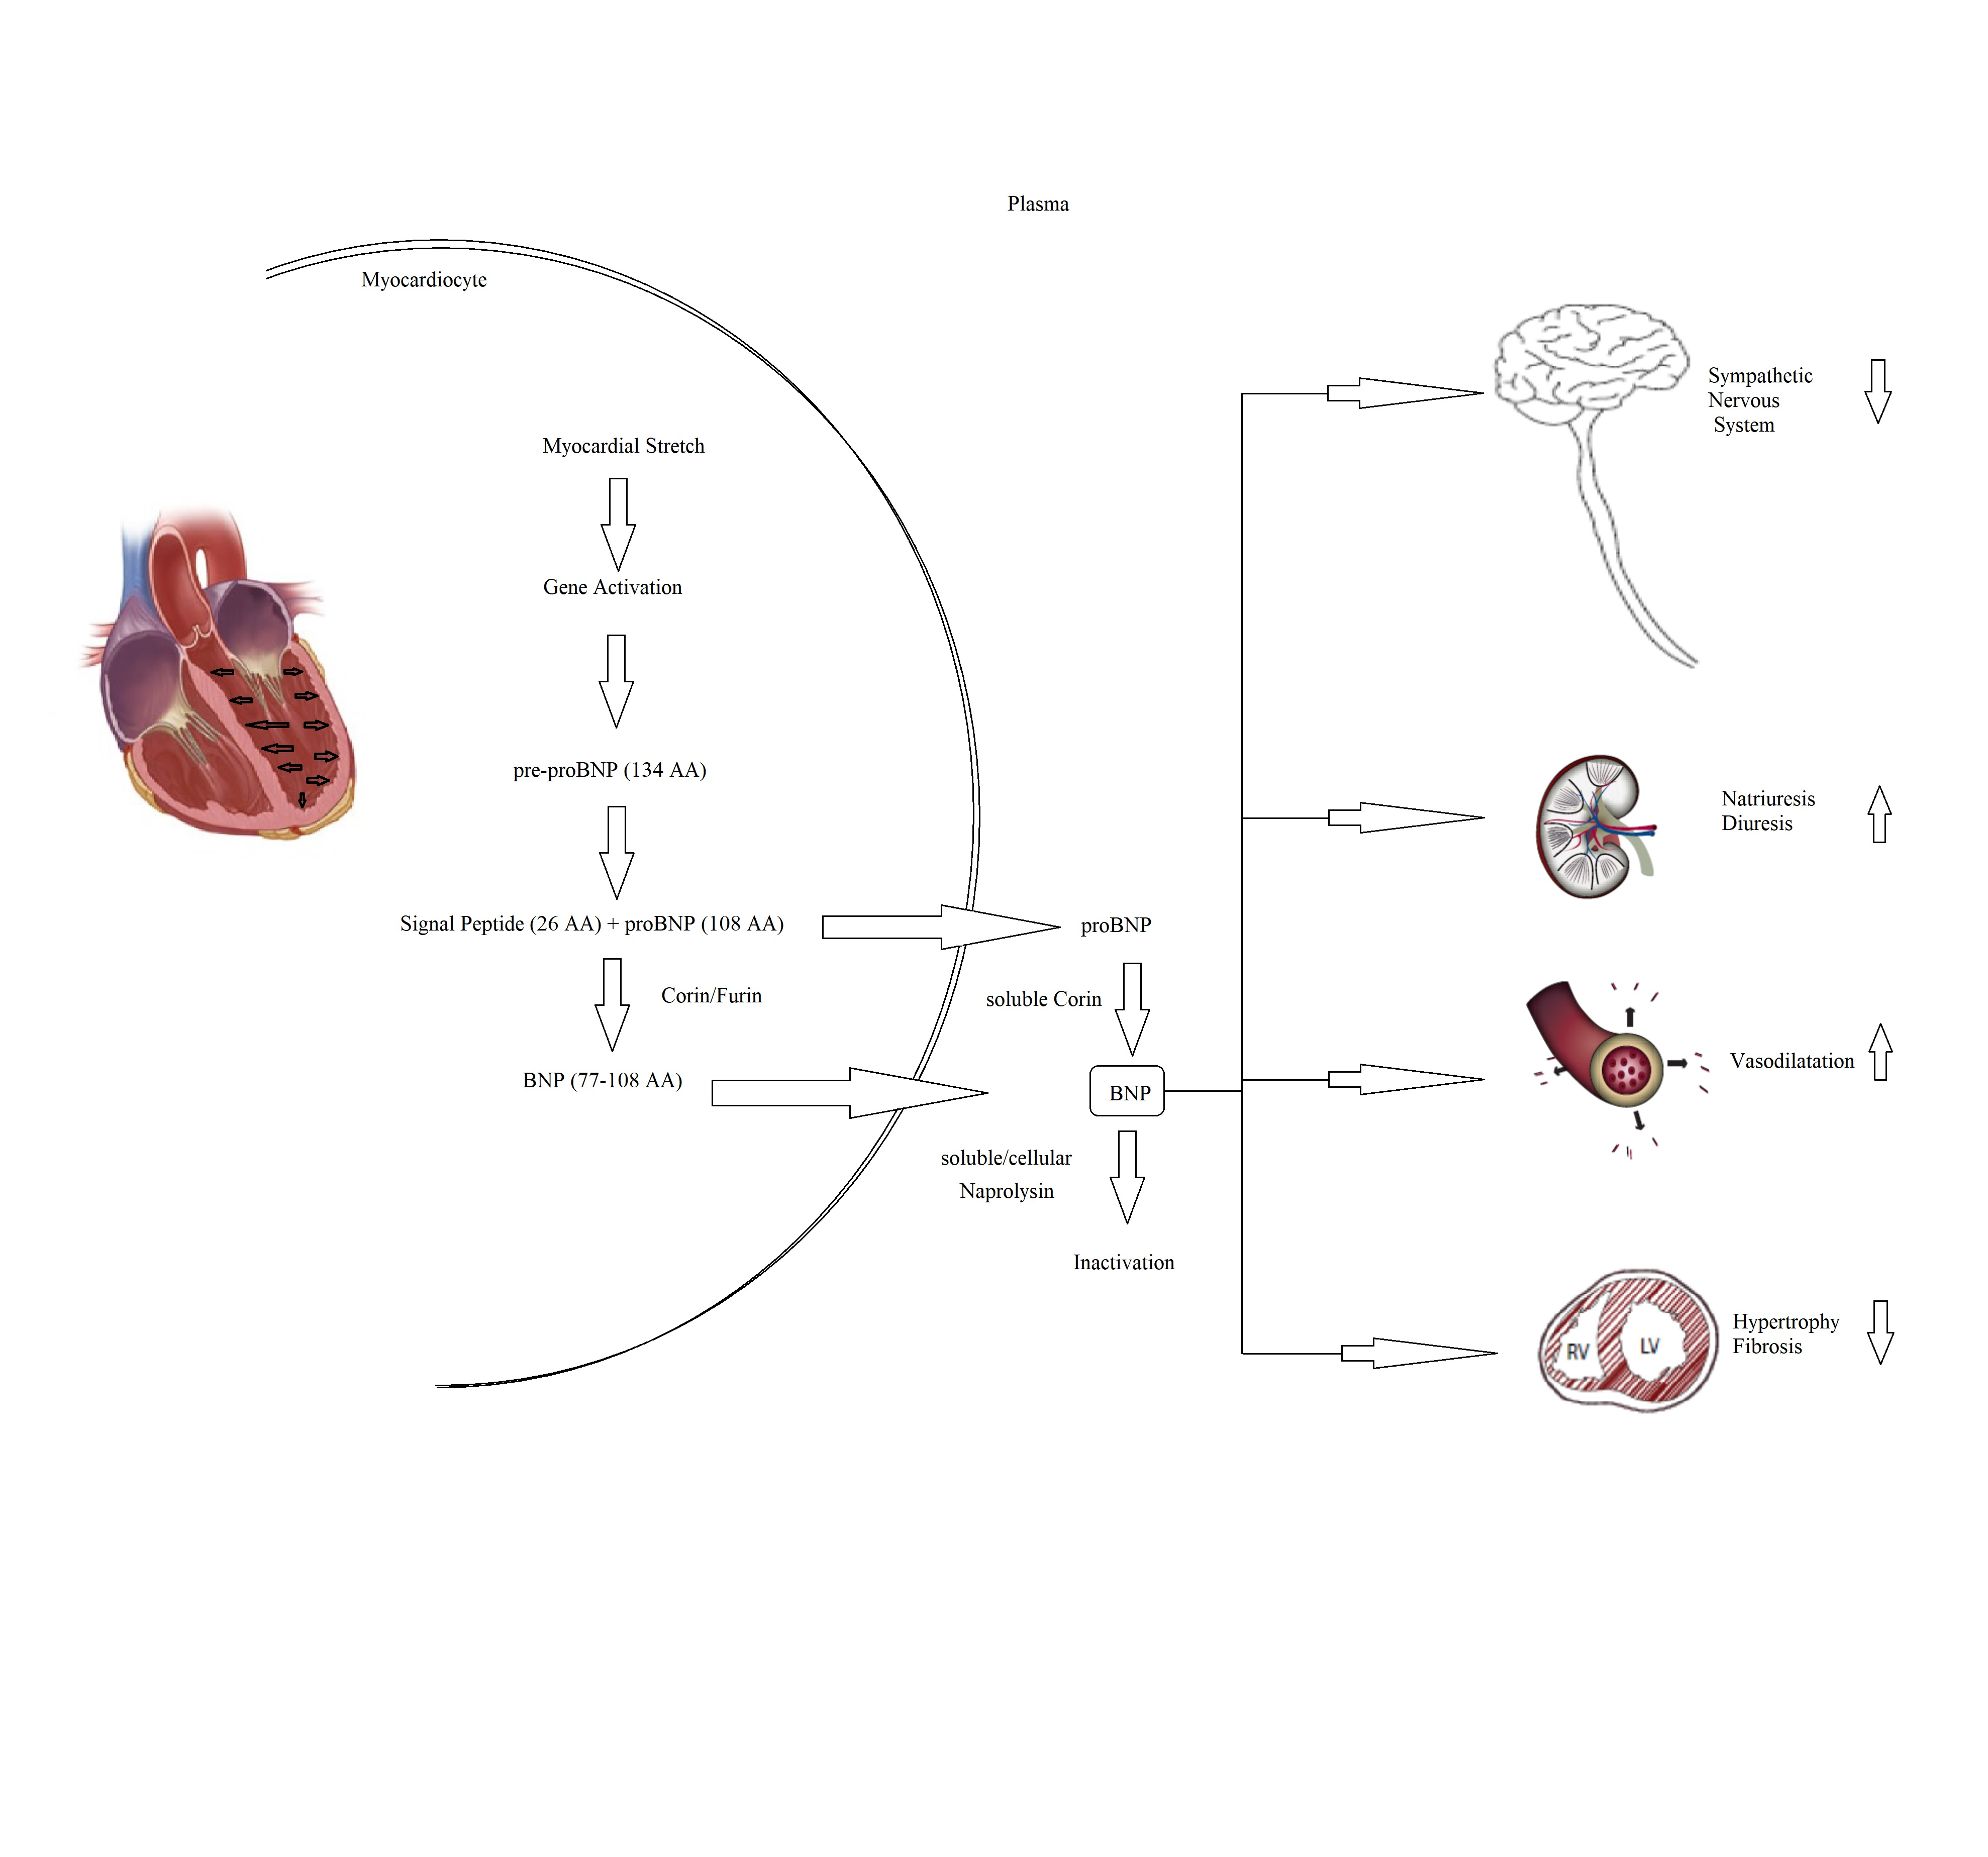 Plasma
Myocardiocyte
Myocardial Stretch
Gene Activation
pre-proBNP (134 AA)
Signal Peptide (26 AA) + proBNP (108 AA)
Corin/Furin
BNP (77-108 AA)
proBNP
soluble Corin
BNP
soluble/cellular
Naprolysin
Inactivation
Sympathetic
Nervous
System
Natriuresis
Diuresis
Vasodilatation
Hypertrophy
Fibrosis
RV
LV